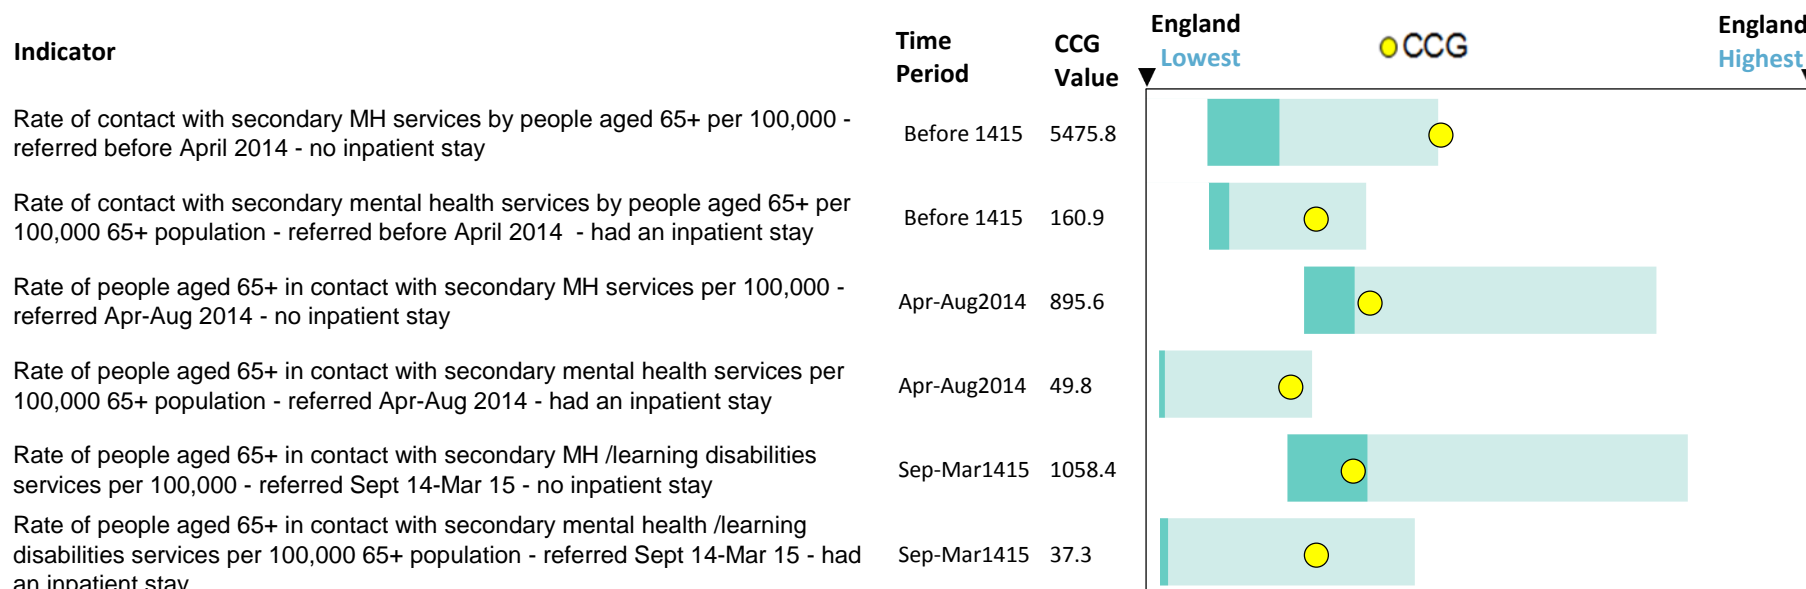 Indicator
Time Period
CCG Value
England Lowest
CCG
England Highest
Rate of contact with secondary MH services by people aged 65+ per 100,000 -
referred before April 2014 - no inpatient stay
Before 1415
5475.8
Rate of contact with secondary mental health services by people aged 65+ per
100,000 65+ population - referred before April 2014 - had an inpatient stay
Before 1415
160.9
Rate of people aged 65+ in contact with secondary MH services per 100,000 -
referred Apr-Aug 2014 - no inpatient stay
Apr-Aug2014
895.6
Rate of people aged 65+ in contact with secondary mental health services per
100,000 65+ population - referred Apr-Aug 2014 - had an inpatient stay
Apr-Aug2014
49.8
Rate of people aged 65+ in contact with secondary MH /learning disabilities
services per 100,000 - referred Sept 14-Mar 15 - no inpatient stay
Sep-Mar1415
1058.4
Rate of people aged 65+ in contact with secondary mental health /learning
disabilities services per 100,000 65+ population - referred Sept 14-Mar 15 - had
an inpatient stay
Sep-Mar1415
37.3